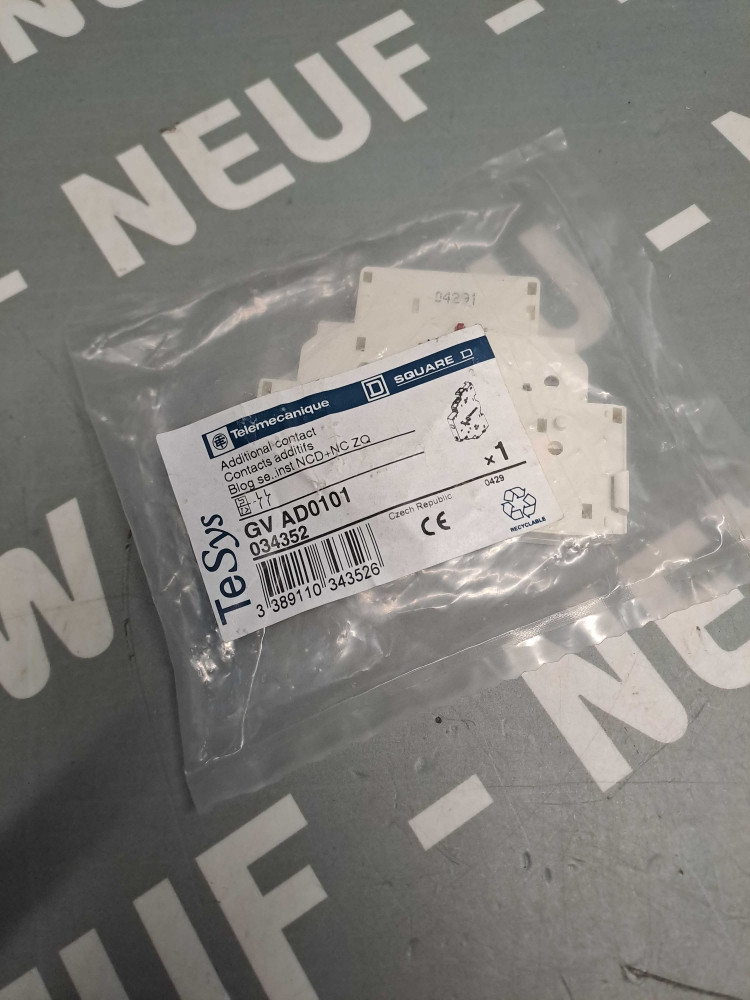 NEUF -
-
04291
Telemecanique
D SQUARE D
Additional contact
Contacts additifs
Blog se..inst NCD+NC ZQ
x1
0429
GV AD0101
034352
Czech Republic
CE
RECYCLABLE
TeSys
3 389110 343526
NEUF
-